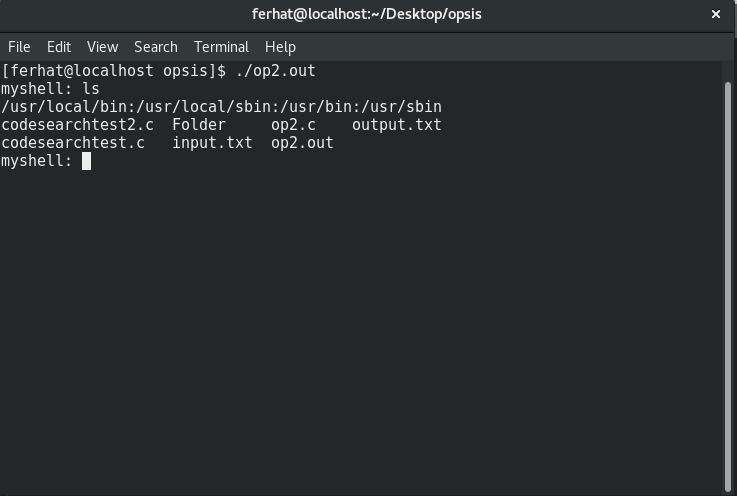 ferhat@localhost:~/Desktop/opsis ×
File Edit View Search Terminal Help
[ferhat@localhost opsis]$ ./op2.out
myshell: ls
/usr/local/bin:/usr/local/sbin:/usr/bin:/usr/sbin
codesearchtest2.c  Folder     op2.c    output.txt
codesearchtest.c   input.txt  op2.out
myshell: